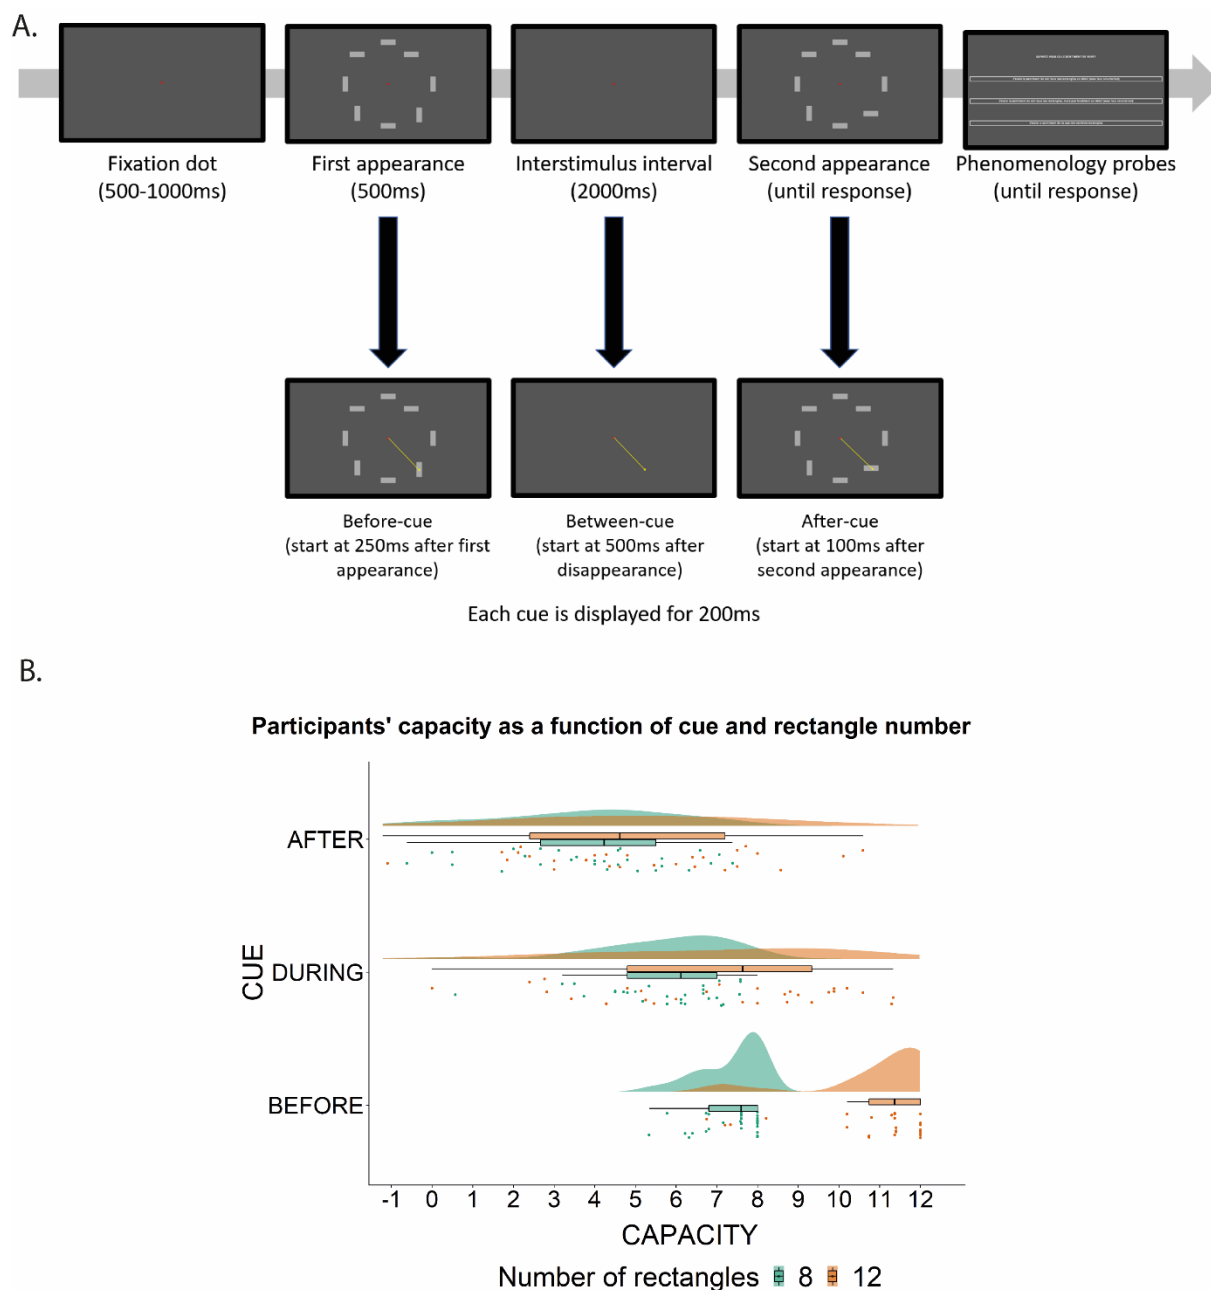 A.
Fixation dot
(500-1000ms)
First appearance
(500ms)
Interstimulus interval
(2000ms)
Second appearance
(until response)
Phenomenology probes
(until response)
Before-cue
(start at 250ms after first
appearance)
Between-cue
(start at 500ms after
disappearance)
After-cue
(start at 100ms after
second appearance)
Each cue is displayed for 200ms
B.
Participants' capacity as a function of cue and rectangle number
CUE
AFTER
DURING
BEFORE
-1 0 1 2 3 4 5 6 7 8 9 10 11 12
CAPACITY
Number of rectangles 8 12